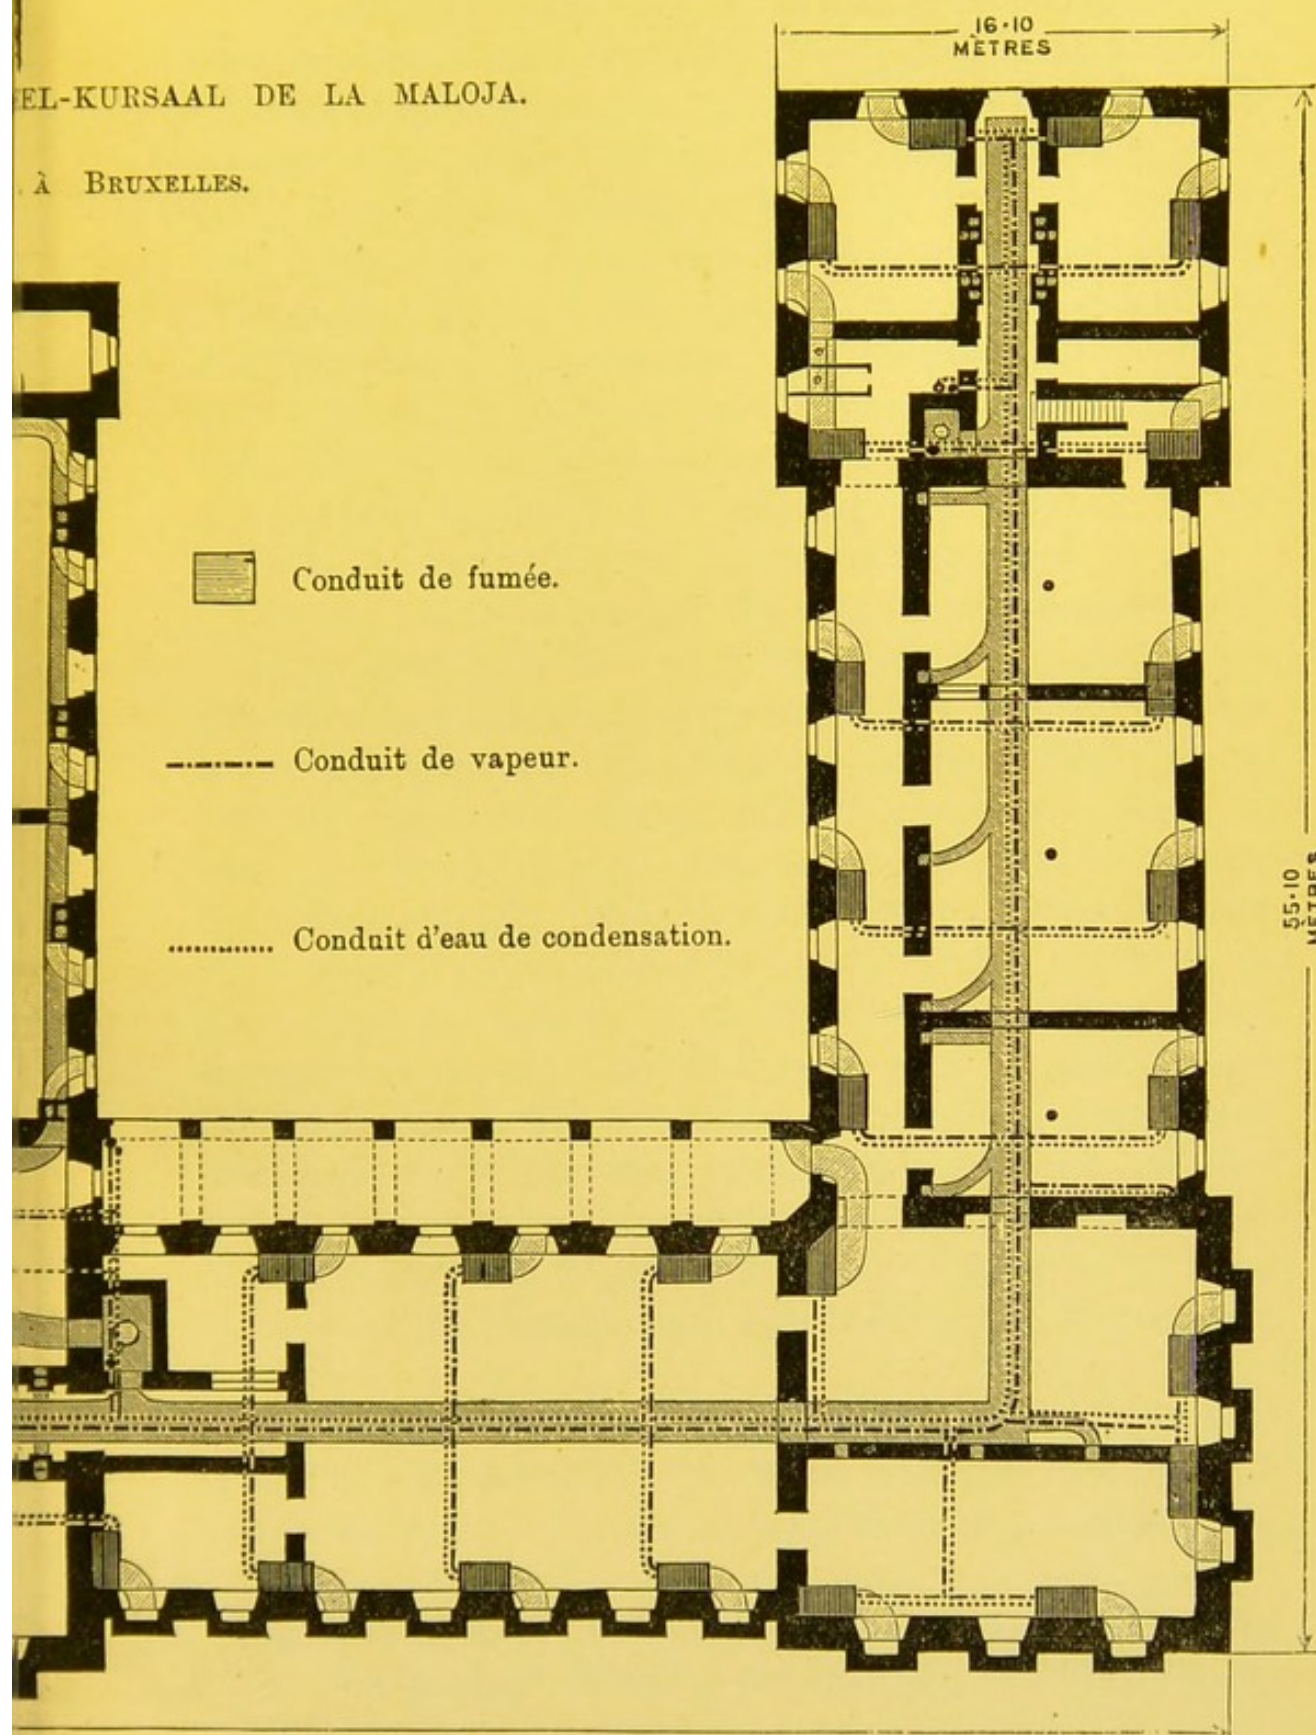 16·10
MÈTRES
EL-KURSAAL DE LA MALOJA.
À BRUXELLES.
Conduit de fumée.
Conduit de vapeur.
Conduit d'eau de condensation.
55·10
MÈTRES